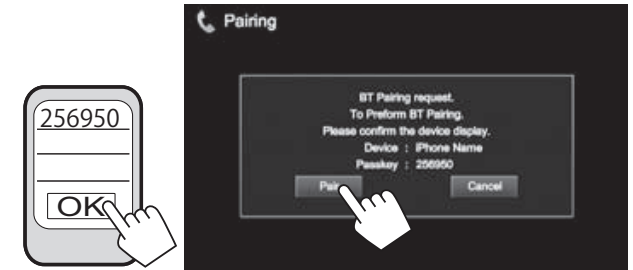 256950
OK
Pairing
BT Pairing request.
To Preform BT Pairing.
Please confirm the device display.
Device : iPhone Name
Passkey : 256950
Pair
Cancel